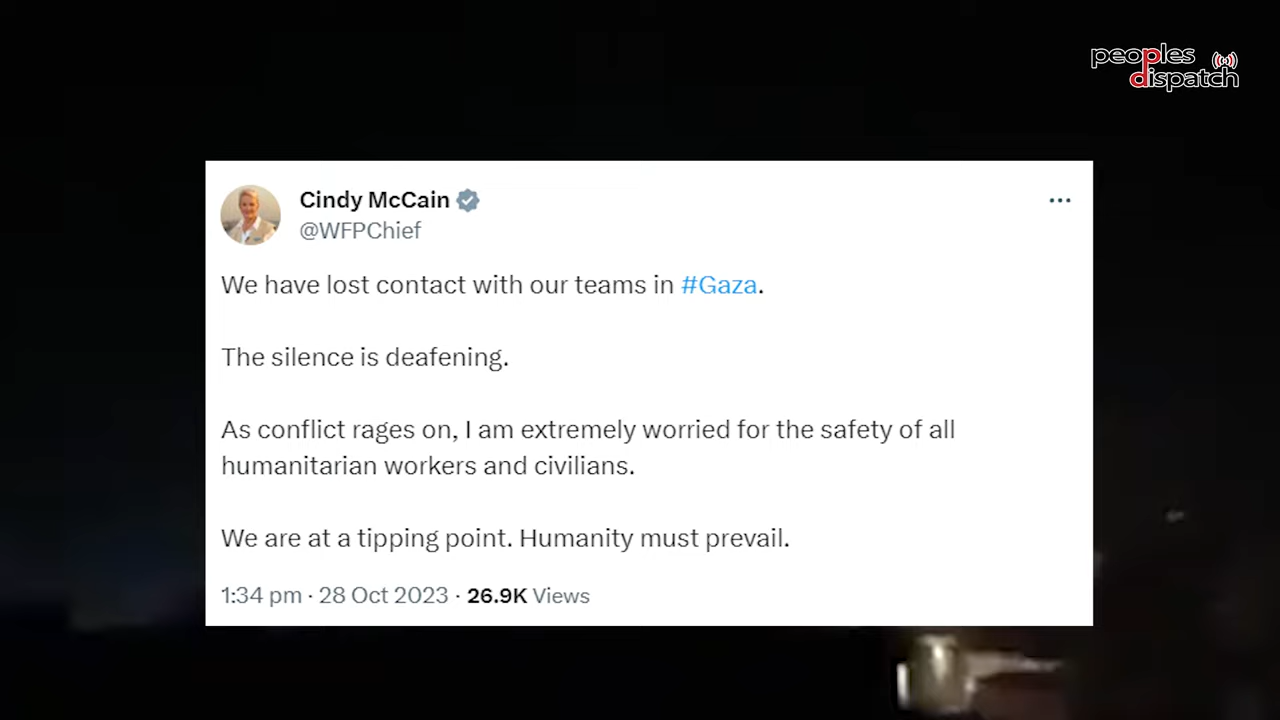 peoples
dispatch
Cindy McCain
@WFPChief
We have lost contact with our teams in #Gaza.
The silence is deafening.
As conflict rages on, I am extremely worried for the safety of all
humanitarian workers and civilians.
We are at a tipping point. Humanity must prevail.
1:34 pm · 28 Oct 2023 · 26.9K Views